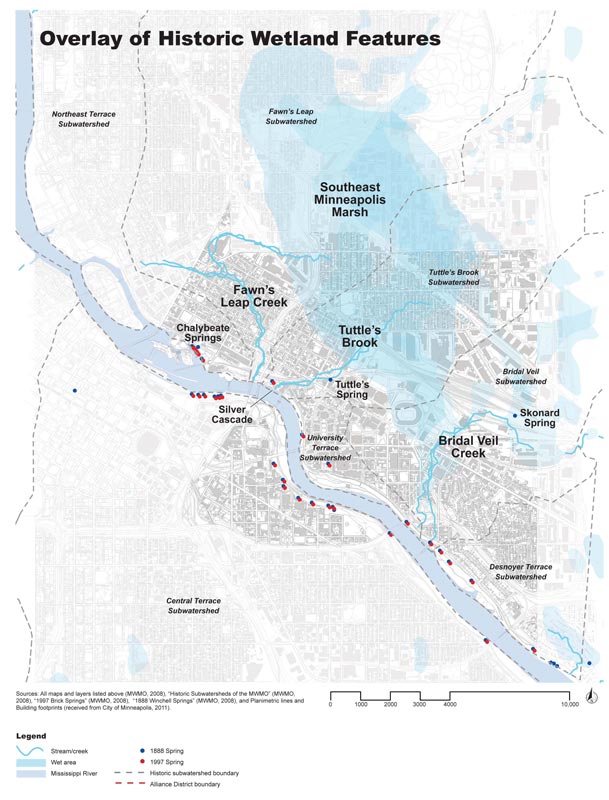 Overlay of Historic Wetland Features
Northeast Terrace
Subwatershed
Fawn's Leap
Subwatershed
Southeast
Minneapolis
Marsh
Tuttle's Brook
Subwatershed
Fawn's
Leap Creek
Chalybeate
Springs
Tuttle's
Brook
Bridal Veil
Subwatershed
Tuttle's
Spring
Skonard
Spring
Silver
Cascade
University
Terrace
Subwatershed
Bridal Veil
Creek
Desnoyer Terrace
Subwatershed
Central Terrace
Subwatershed
Sources: All maps and layers listed above (MWMO, 2008), "Historic Subwatersheds of the MWMO" (MWMO,
2008), "1997 Brick Springs" (MWMO, 2008), "1888 Winchell Springs" (MWMO, 2008), and Planimetric lines and
Building footprints (received from City of Minneapolis, 2011).
0 1000 2000 3000 4000 10,000
Legend
Stream/creek
Wet area
Mississippi River
1888 Spring
1997 Spring
Historic subwatershed boundary
Alliance District boundary